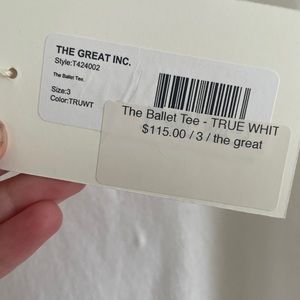 THE GREAT INC.
Style:T424002
The Ballet Tee.
Size:3
Color:TRUWT
The Ballet Tee - TRUE WHIT
$115.00 / 3 / the great